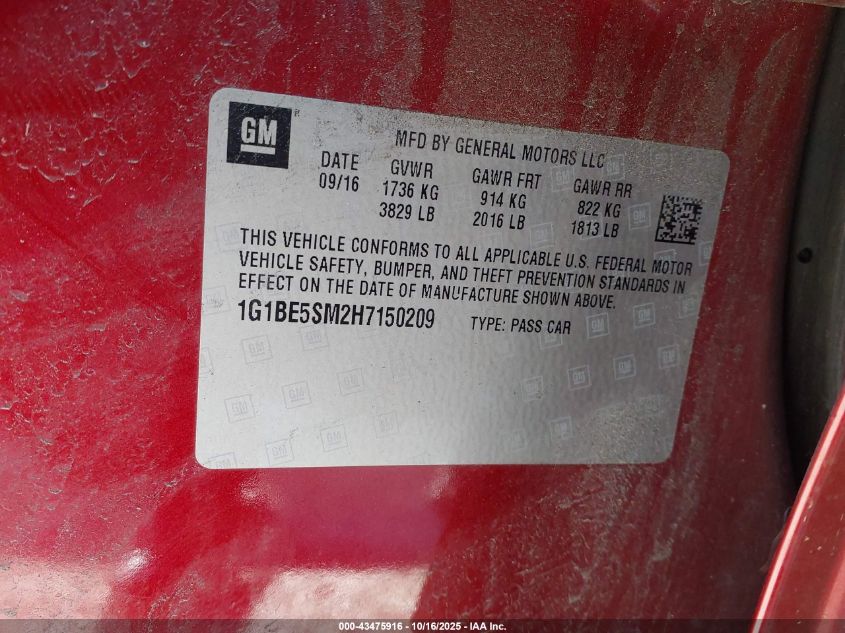 GM ®
MFD BY GENERAL MOTORS LLC
DATE GVWR GAWR FRT GAWR RR
09/16 1736 KG 914 KG 822 KG
3829 LB 2016 LB 1813 LB
THIS VEHICLE CONFORMS TO ALL APPLICABLE U.S. FEDERAL MOTOR
VEHICLE SAFETY, BUMPER, AND THEFT PREVENTION STANDARDS IN
EFFECT ON THE DATE OF MANUFACTURE SHOWN ABOVE.
1G1BE5SM2H7150209 TYPE: PASS CAR
000-43475916 - 10/16/2025 - IAA Inc.